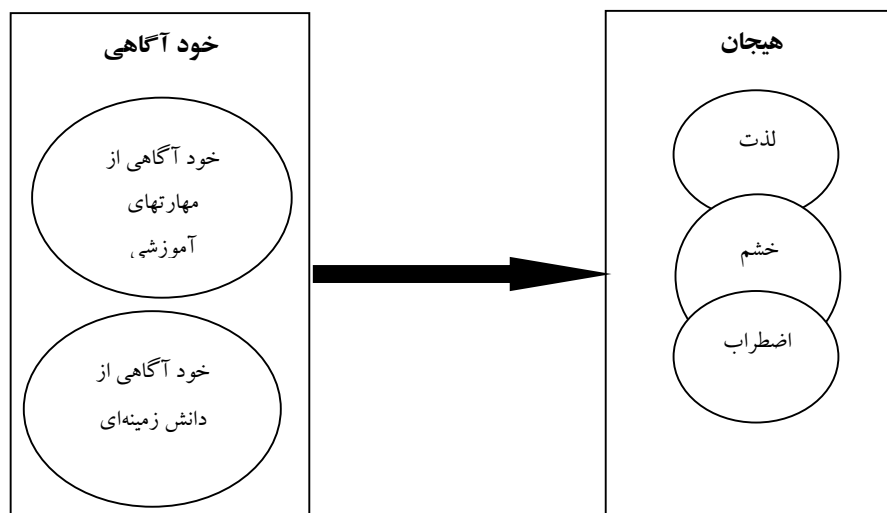 خود آگاهی
خود آگاهی از
مهارتهای
آموزشی
خود آگاهی از
دانش زمینه‌ای
هیجان
لذت
خشم
اضطراب